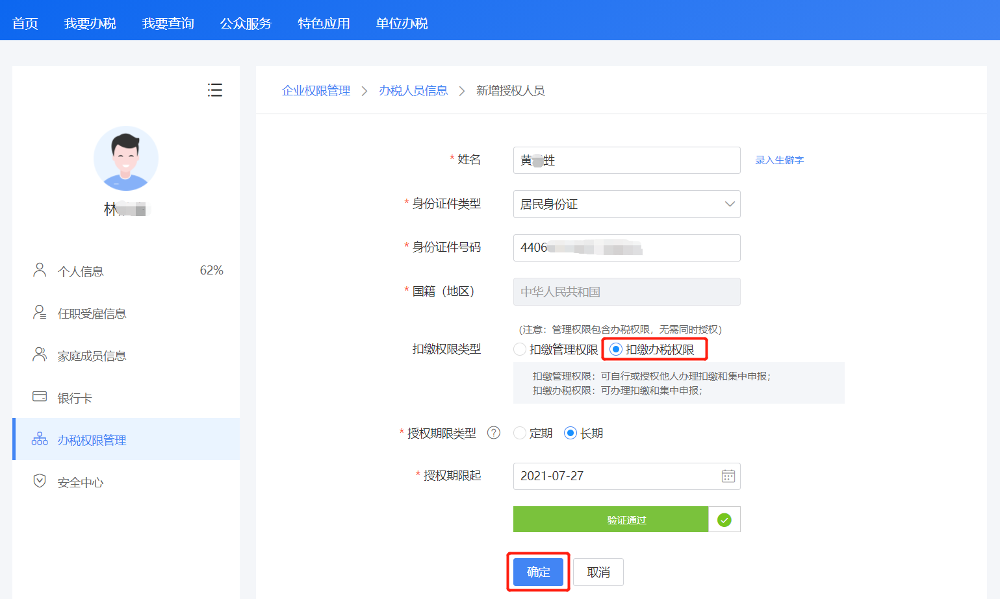 首页 我要办税 我要查询 公众服务 特色应用 单位办税
企业权限管理 > 办税人员信息 > 新增授权人员
林
个人信息 62%
任职受雇信息
家庭成员信息
银行卡
办税权限管理
安全中心
* 姓名 黄 甡 录入生僻字
* 身份证件类型 居民身份证
* 身份证件号码 4406
* 国籍（地区） 中华人民共和国
(注意：管理权限包含办税权限，无需同时授权)
扣缴权限类型 扣缴管理权限 扣缴办税权限
扣缴管理权限：可自行或授权他人办理扣缴和集中申报；
扣缴办税权限：可办理扣缴和集中申报；
* 授权期限类型 ? 定期 长期
* 授权期限起 2021-07-27
验证通过
确定 取消